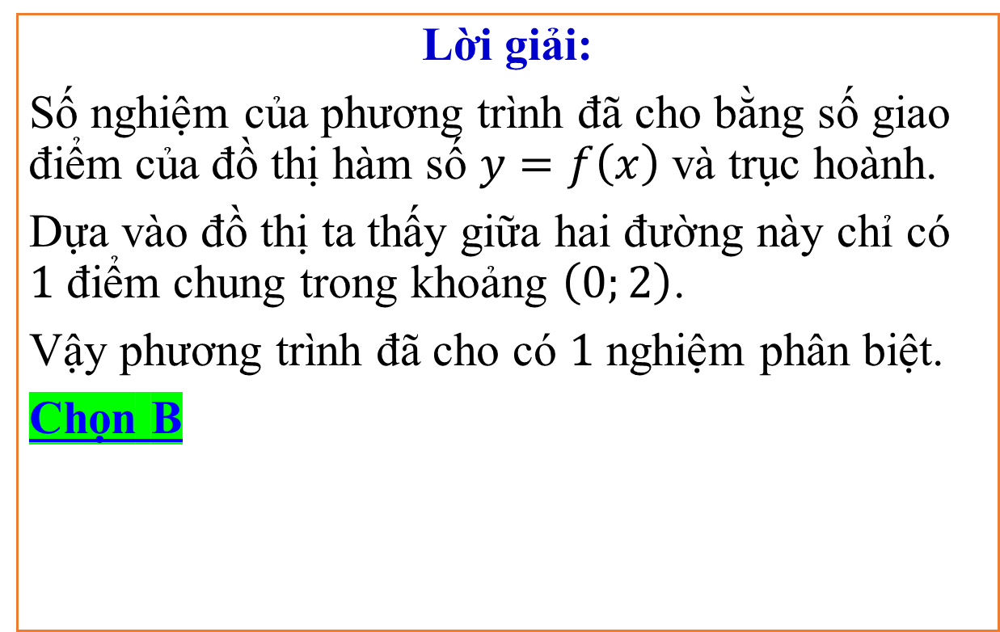 Lời giải:
Số nghiệm của phương trình đã cho bằng số giao
điểm của đồ thị hàm số y = f(x) và trục hoành.
Dựa vào đồ thị ta thấy giữa hai đường này chỉ có
1 điểm chung trong khoảng (0; 2).
Vậy phương trình đã cho có 1 nghiệm phân biệt.
Chọn B